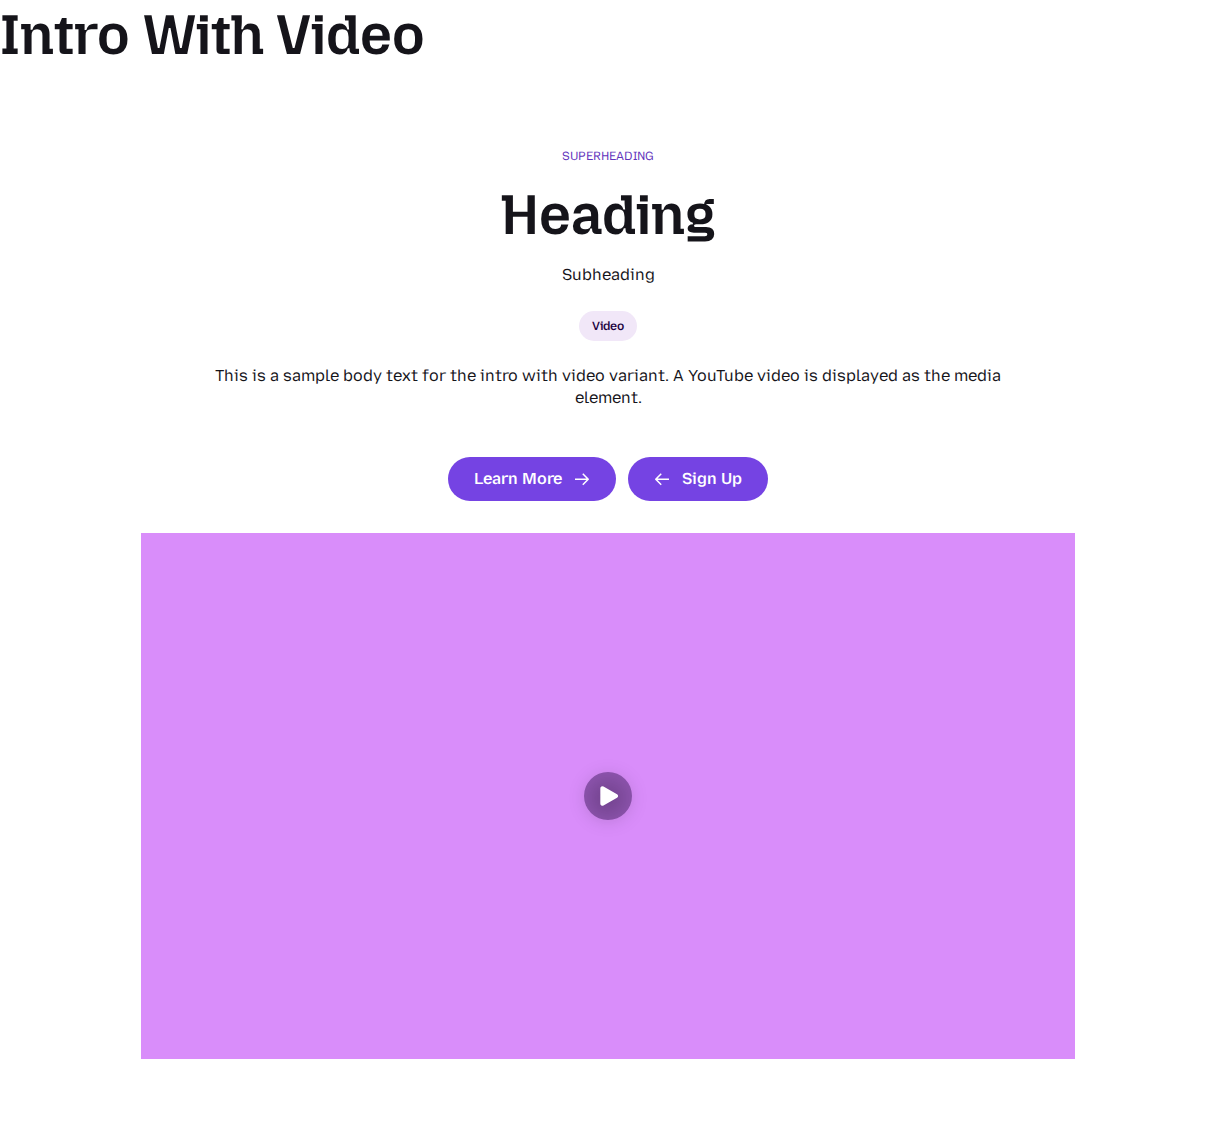 Intro With Video
SUPERHEADING
Heading
Subheading
Video
This is a sample body text for the intro with video variant. A YouTube video is displayed as the media
element.
Learn More
Sign Up